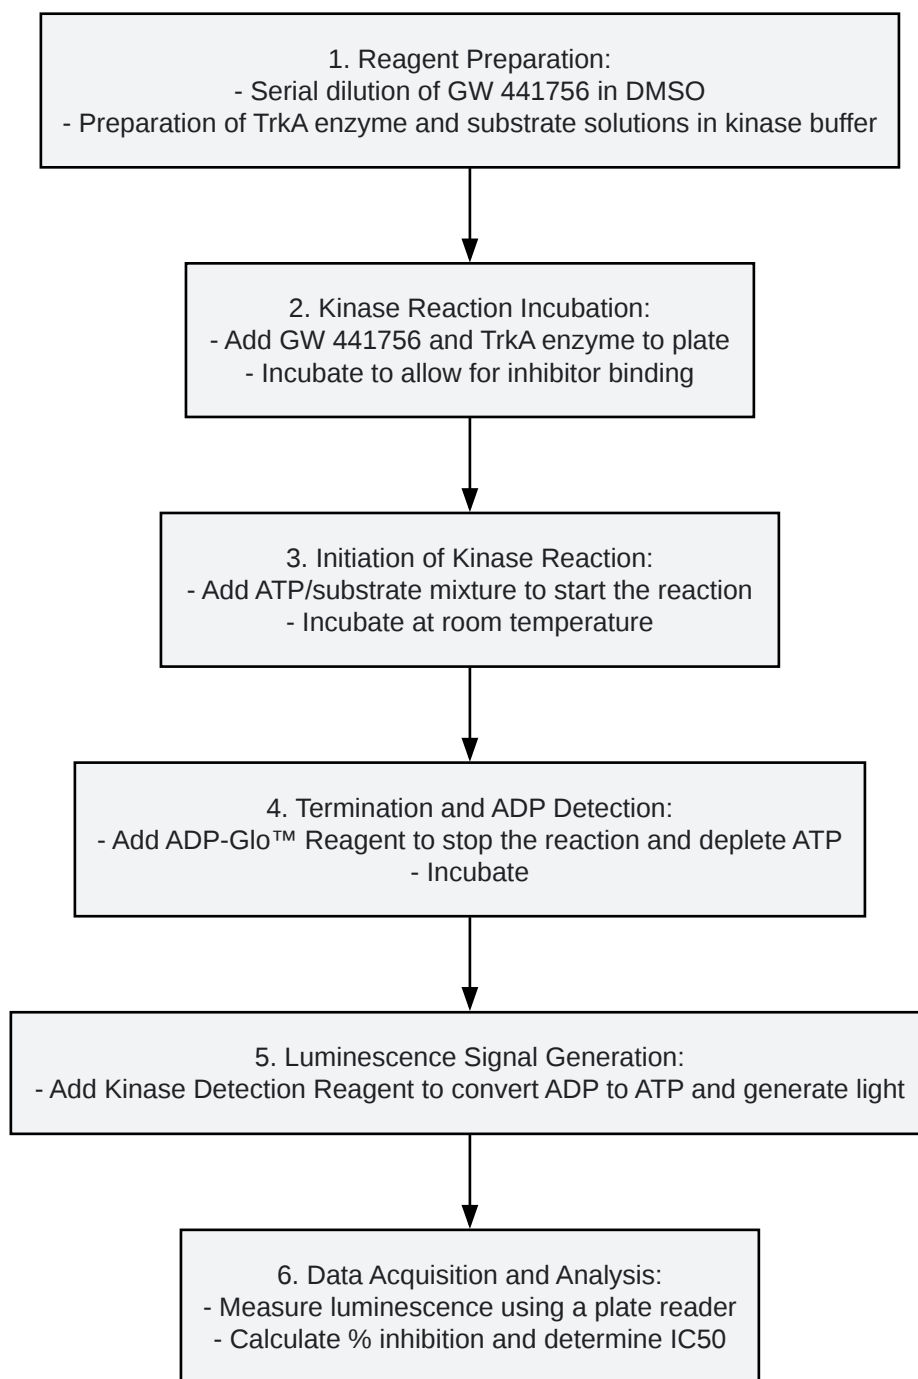 1. Reagent Preparation:
- Serial dilution of GW 441756 in DMSO
- Preparation of TrkA enzyme and substrate solutions in kinase buffer
2. Kinase Reaction Incubation:
- Add GW 441756 and TrkA enzyme to plate
- Incubate to allow for inhibitor binding
3. Initiation of Kinase Reaction:
- Add ATP/substrate mixture to start the reaction
- Incubate at room temperature
4. Termination and ADP Detection:
- Add ADP-Glo™ Reagent to stop the reaction and deplete ATP
- Incubate
5. Luminescence Signal Generation:
- Add Kinase Detection Reagent to convert ADP to ATP and generate light
6. Data Acquisition and Analysis:
- Measure luminescence using a plate reader
- Calculate % inhibition and determine IC50